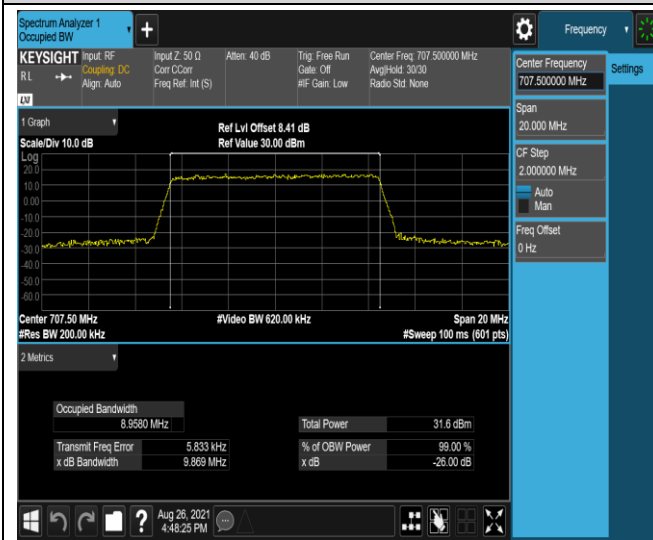 Spectrum Analyzer 1
Occupied BW
Frequency
KEYSIGHT
RL
LXI
Input: RF
Coupling: DC
Align: Auto
Input Z: 50 Ω
Corr CCorr
Freq Ref: Int (S)
Atten: 40 dB
Trig: Free Run
Gate: Off
#IF Gain: Low
Center Freq: 707.500000 MHz
Avg|Hold: 30/30
Radio Std: None
Center Frequency
707.500000 MHz
Settings
Span
20.000 MHz
CF Step
2.000000 MHz
Auto
Man
Freq Offset
0 Hz
1 Graph
Scale/Div 10.0 dB
Ref Lvl Offset 8.41 dB
Ref Value 30.00 dBm
Log
20.0
10.0
0.00
-10.0
-20.0
-30.0
-40.0
-50.0
-60.0
Center 707.50 MHz
#Video BW 620.00 kHz
Span 20 MHz
#Res BW 200.00 kHz
#Sweep 100 ms (601 pts)
2 Metrics
Occupied Bandwidth
8.9580 MHz
Total Power 31.6 dBm
Transmit Freq Error 5.833 kHz
% of OBW Power 99.00 %
x dB Bandwidth 9.869 MHz
x dB -26.00 dB
?
Aug 26, 2021
4:48:25 PM